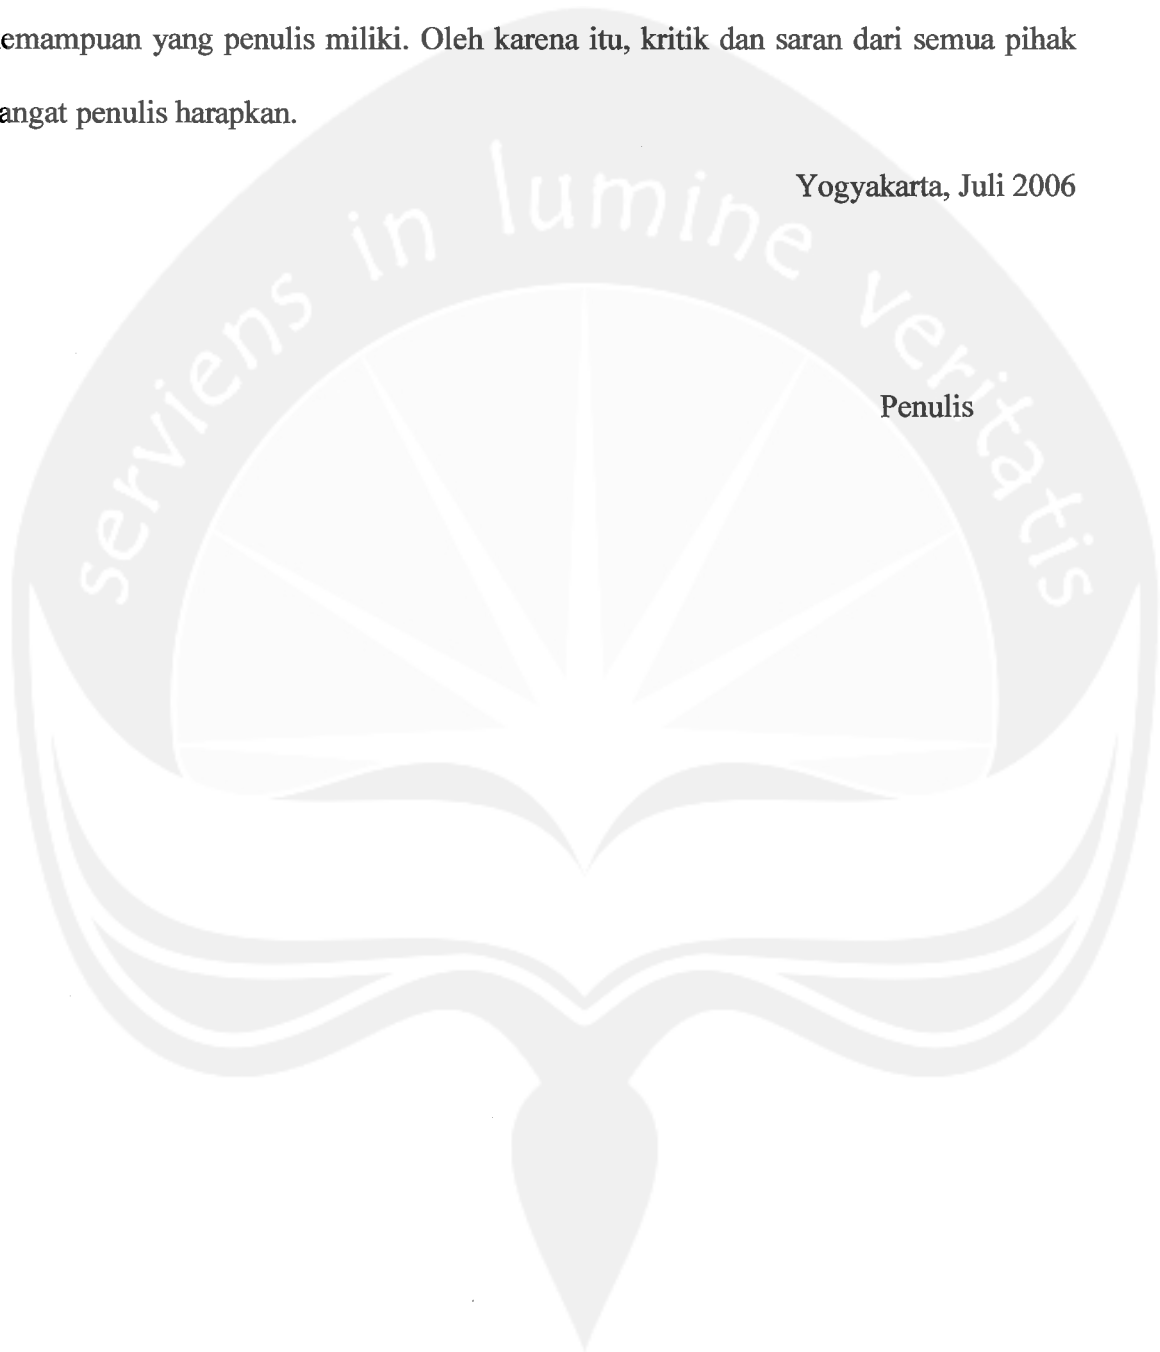 emampuan yang penulis miliki. Oleh karena itu, kritik dan saran dari semua pihak
angat penulis harapkan.
Yogyakarta, Juli 2006
Penulis
serviens in lumine veritatis